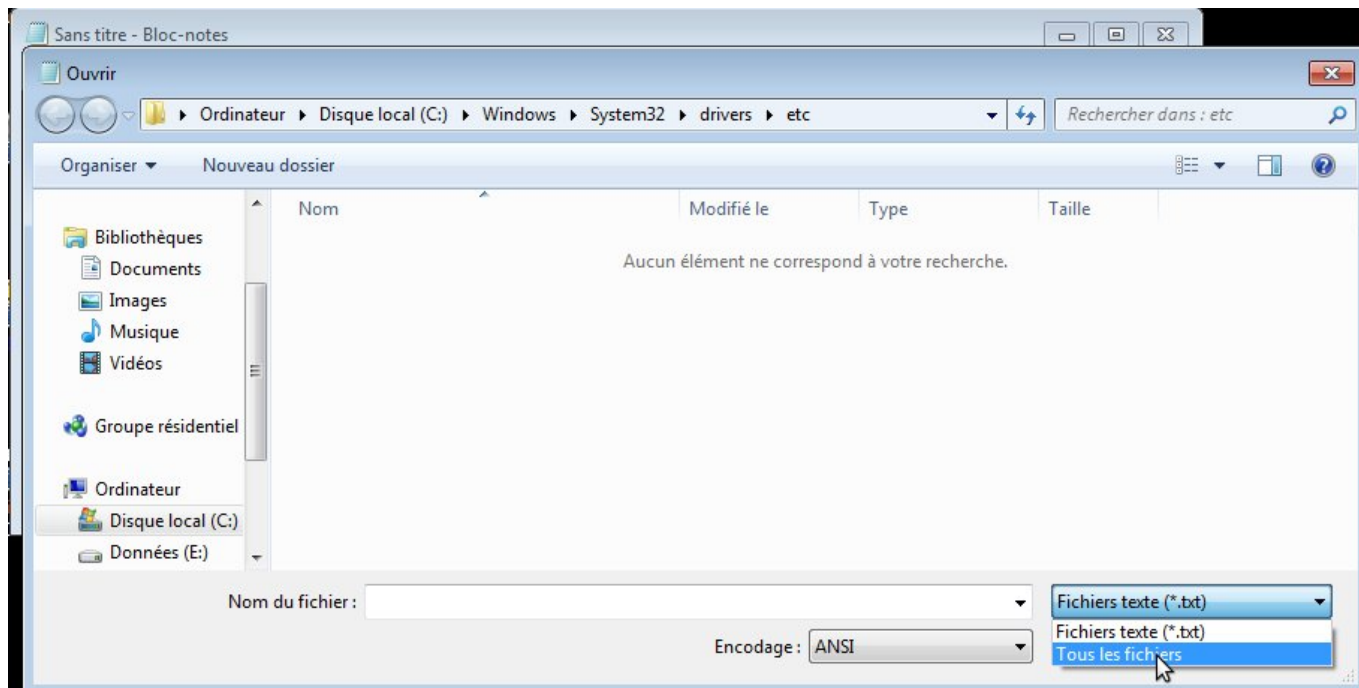 Sans titre - Bloc-notes
Ouvrir
Ordinateur Disque local (C:) Windows System32 drivers etc
Rechercher dans : etc
Organiser Nouveau dossier
Nom Modifié le Type Taille
Aucun élément ne correspond à votre recherche.
Bibliothèques
Documents
Images
Musique
Vidéos
Groupe résidentiel
Ordinateur
Disque local (C:)
Données (E:)
Nom du fichier :
Fichiers texte (*.txt)
Encodage : ANSI
Fichiers texte (*.txt)
Tous les fichiers